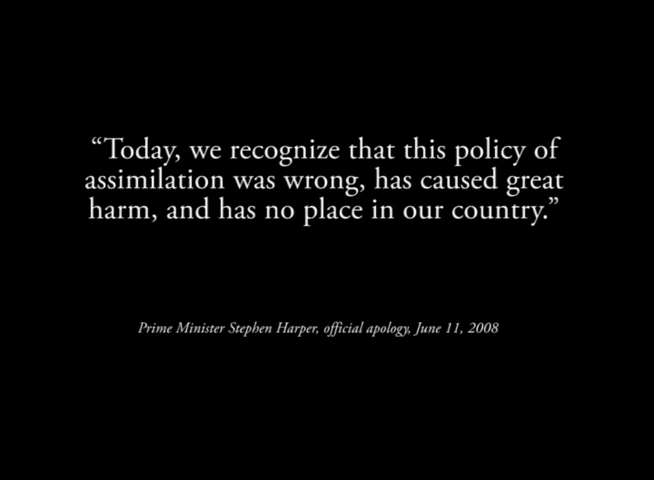 “Today, we recognize that this policy of
assimilation was wrong, has caused great
harm, and has no place in our country.”
Prime Minister Stephen Harper, official apology, June 11, 2008